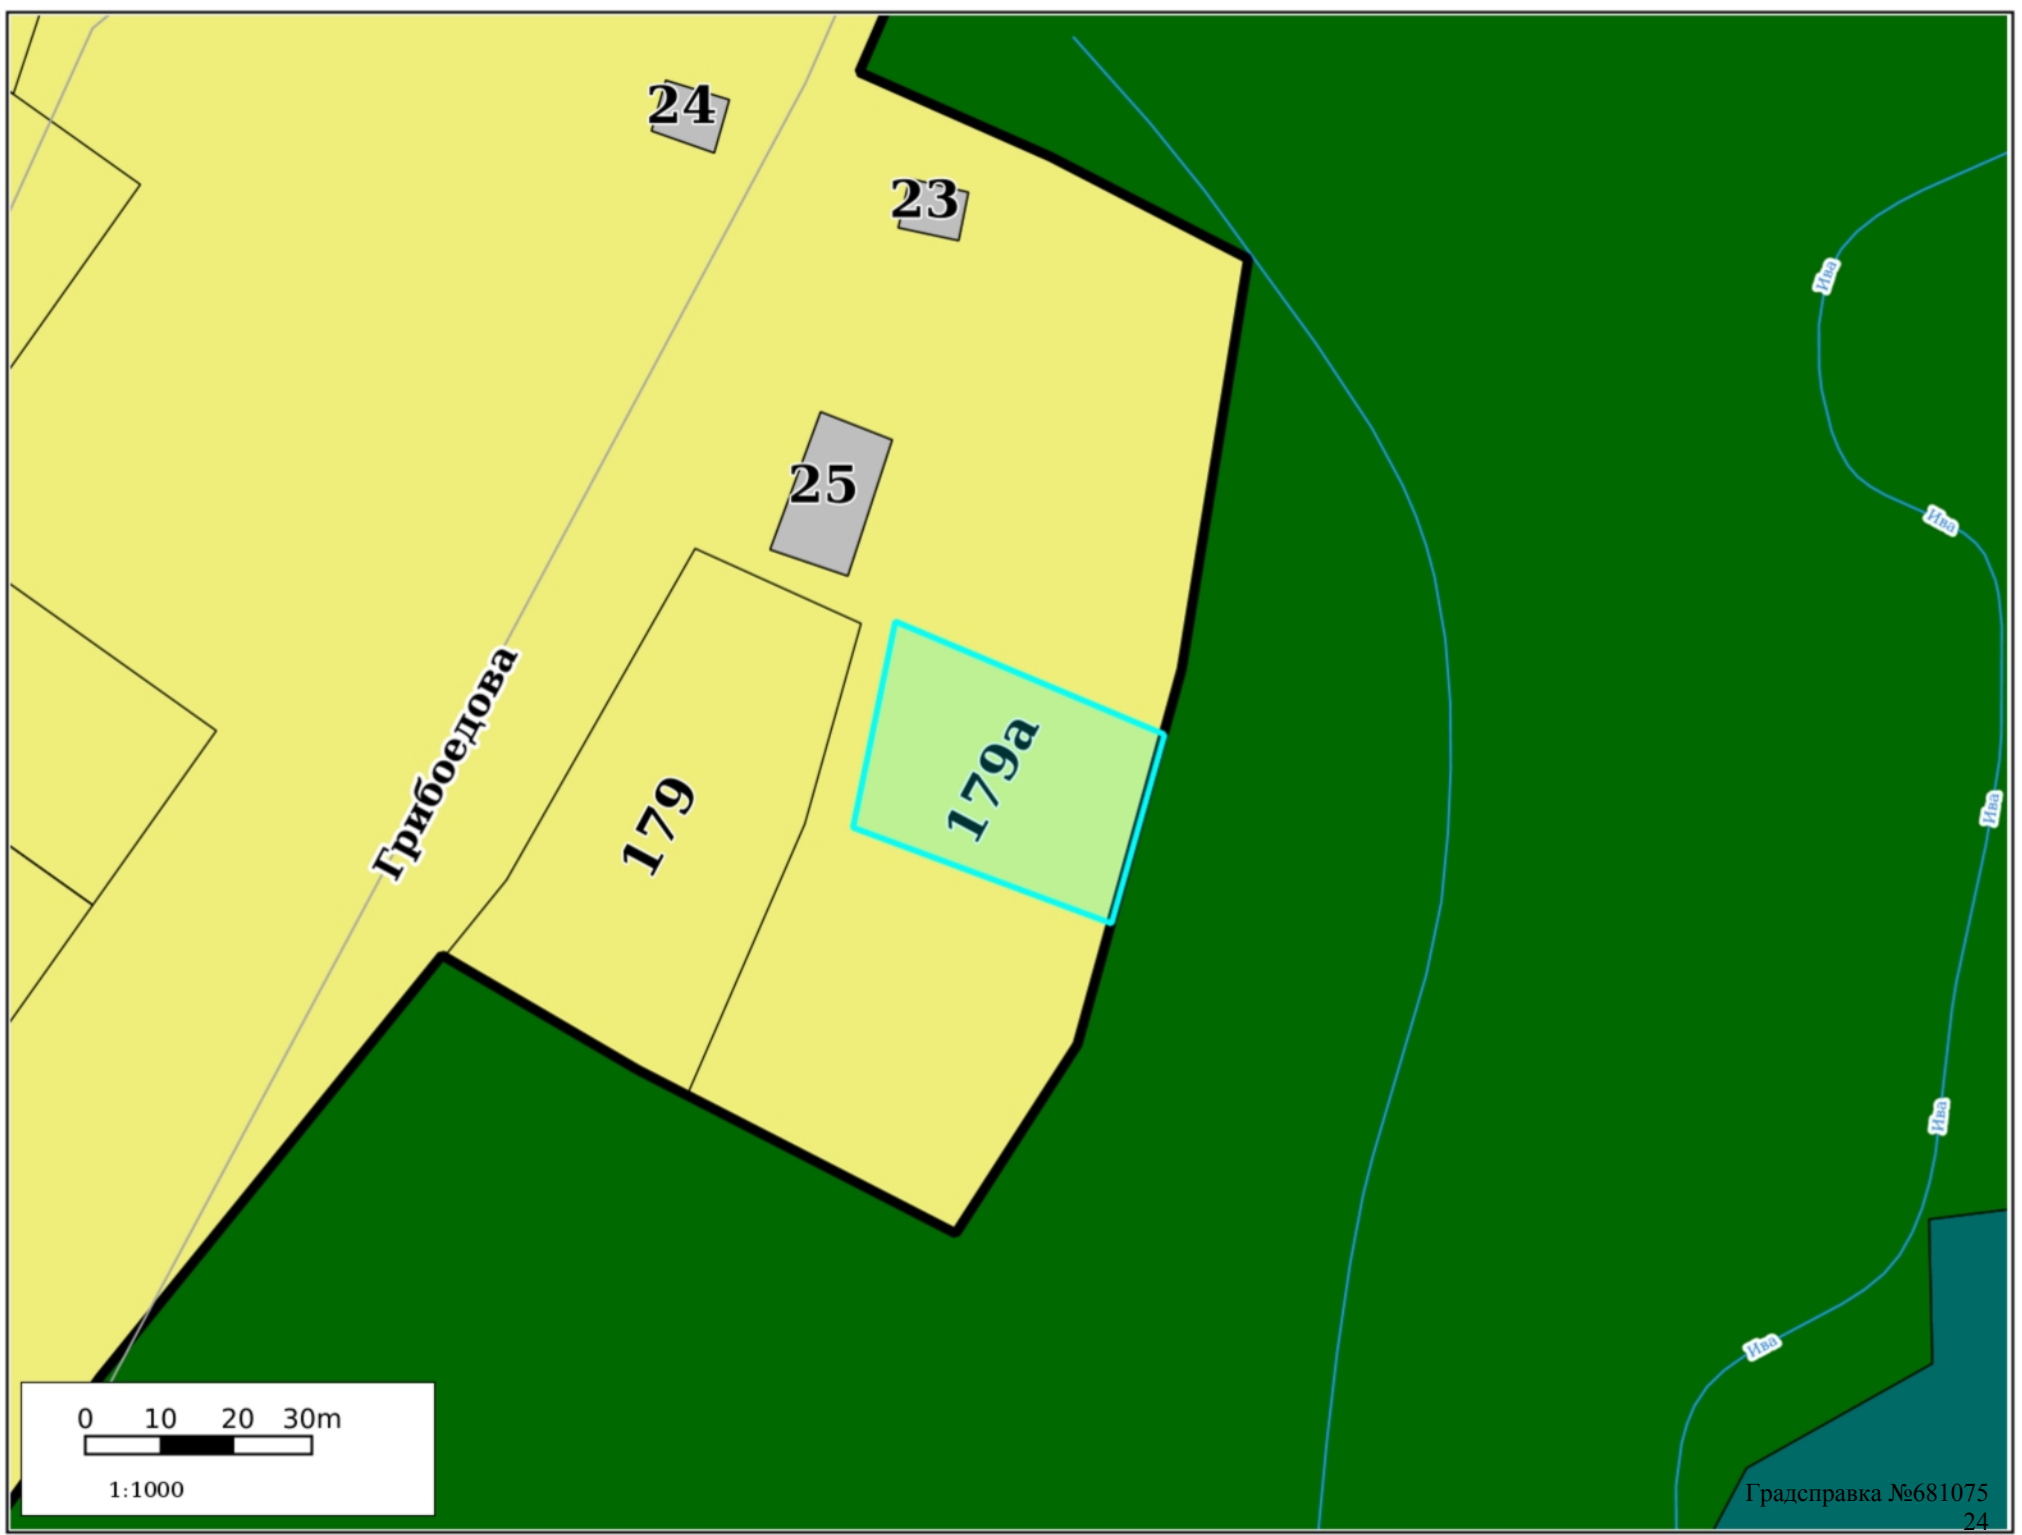 24
23
Ива
25
Ива
Грибоедова
179
179а
Ива
Ива
Ива
0 10 20 30m
1:1000
Градсправка №681075
24